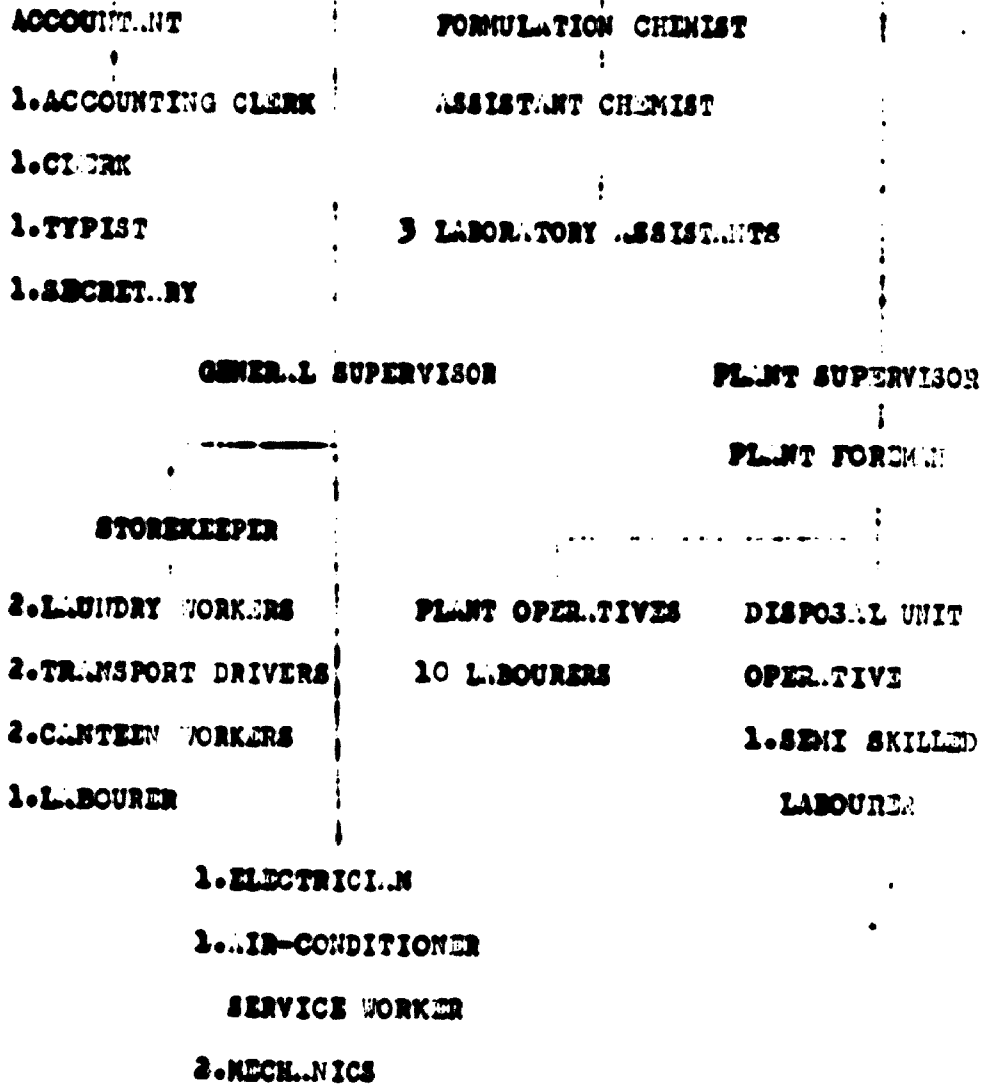 ACCOUNTANT
1.ACCOUNTING CLERK
1.CLERK
1.TYPIST
1.SECRETARY
FORMULATION CHEMIST
ASSISTANT CHEMIST
3 LABORATORY ASSISTANTS
GENERAL SUPERVISOR
STOREKEEPER
2.LAUNDRY WORKERS
2.TRANSPORT DRIVERS
2.CANTEEN WORKERS
1.LABOURER
1.ELECTRICIAN
1.AIR-CONDITIONER
SERVICE WORKER
2.MECHANICS
PLANT SUPERVISOR
PLANT FOREMAN
PLANT OPERATIVES
10 LABOURERS
DISPOSAL UNIT
OPERATIVE
1.SEMI SKILLED
LABOURER